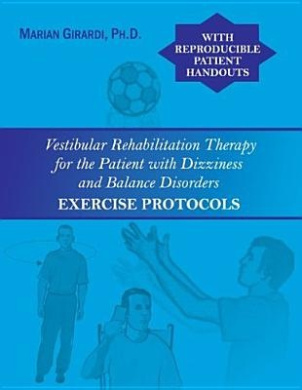 MARIAN GIRARDI, PH.D.
WITH
REPRODUCIBLE
PATIENT
HANDOUTS
Vestibular Rehabilitation Therapy
for the Patient with Dizziness
and Balance Disorders
EXERCISE PROTOCOLS